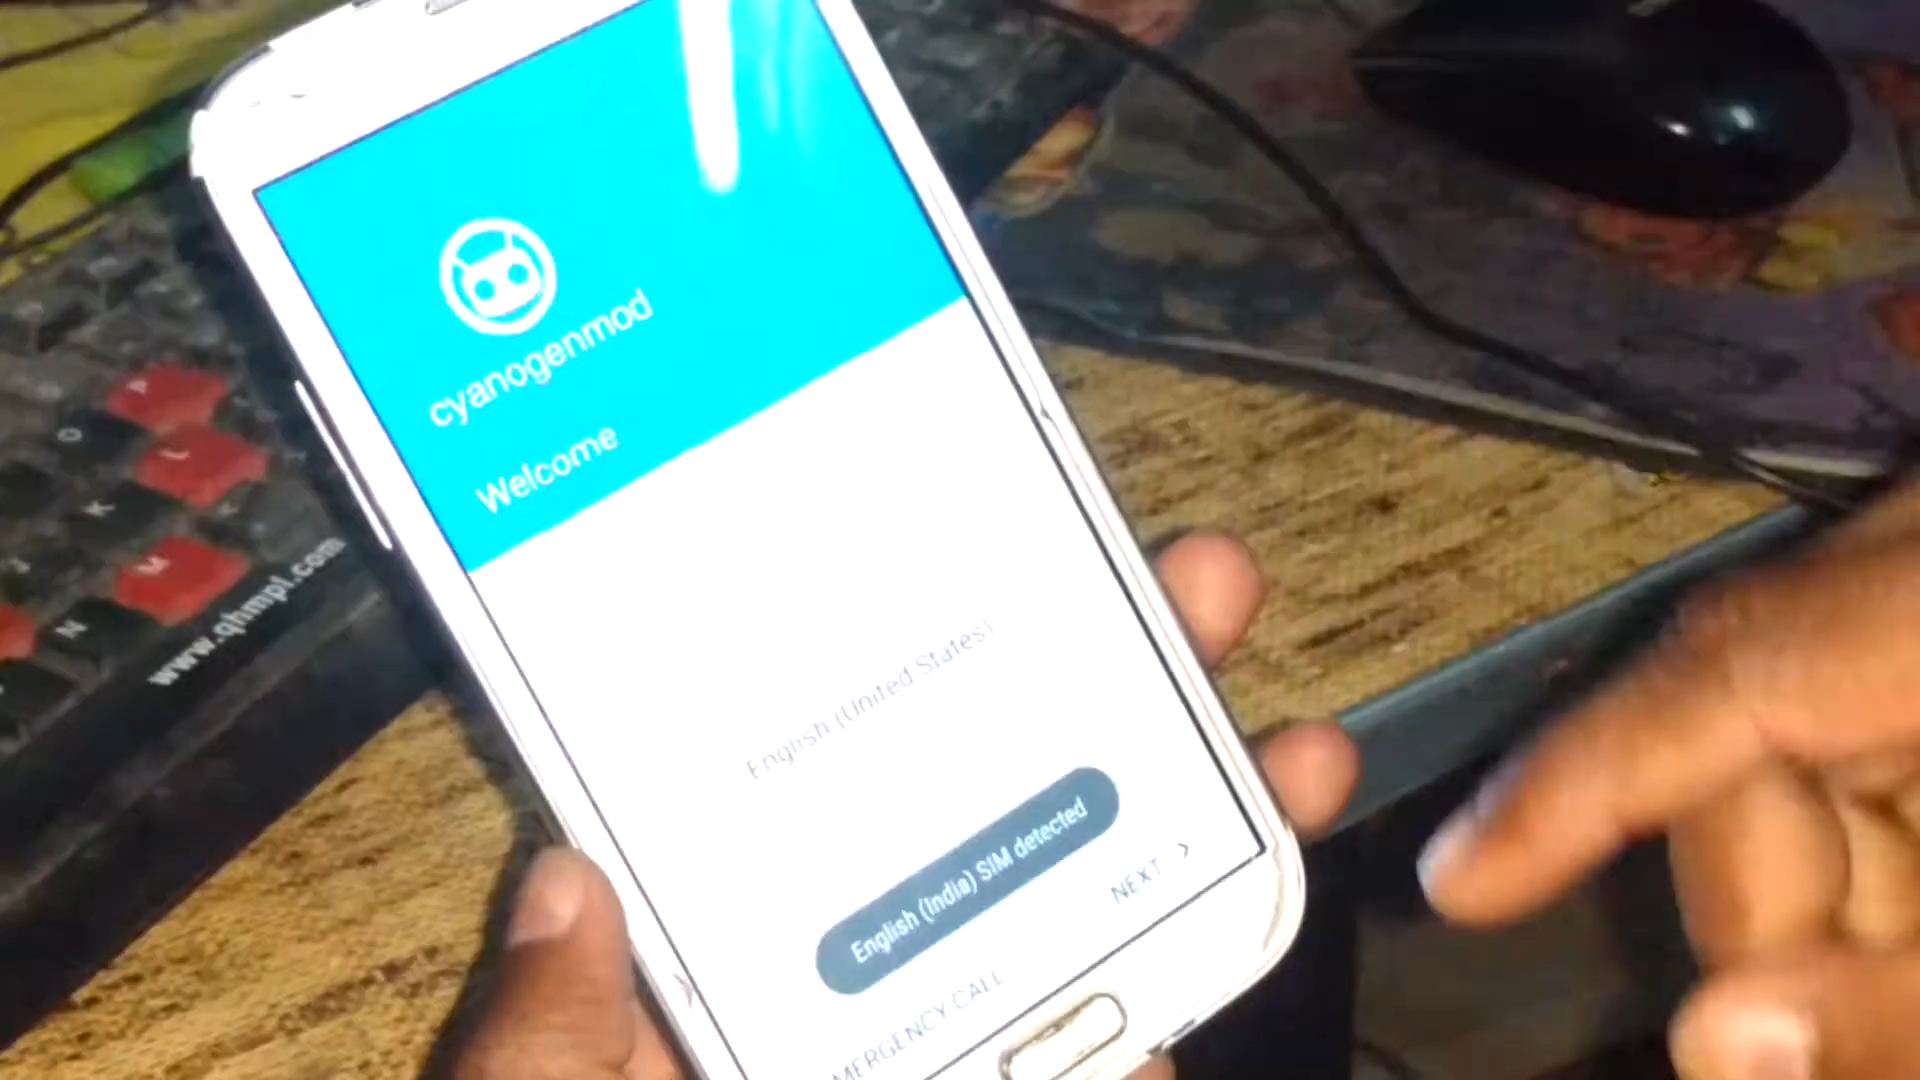 cyanogenmod
Welcome
English (United States)
English (India) SIM detected
NEXT >
MERGENCY CALL
www.qhmpl.com
O
P
K
L
J
M
N